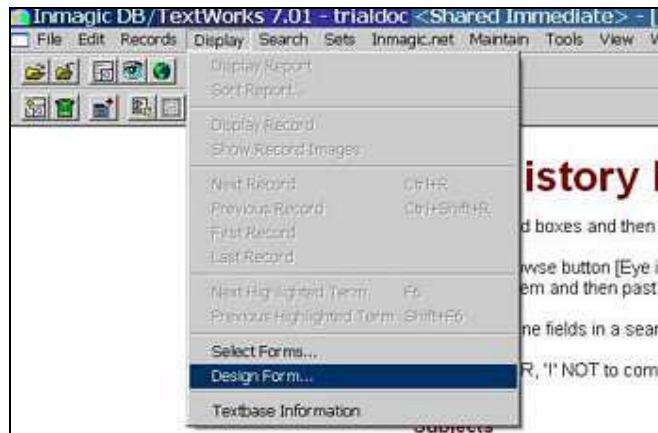 Inmagic DB/TextWorks 7.01 - trialdoc <Shared Immediate> - [
File Edit Records Display Search Sets Inmagic.net Maintain Tools View
Display Report
Sort Report...
Display Record
Show Record Images
Next Record Ctrl+R
Previous Record Ctrl+Shift+R
First Record
Last Record
Next Highlighted Term F6
Previous Highlighted Term Shift+F6
Select Forms...
Design Form...
Textbase Information
istory
d boxes and then
wse button [Eye i
em and then past
ne fields in a sear
R, '!' NOT to com
Subjects